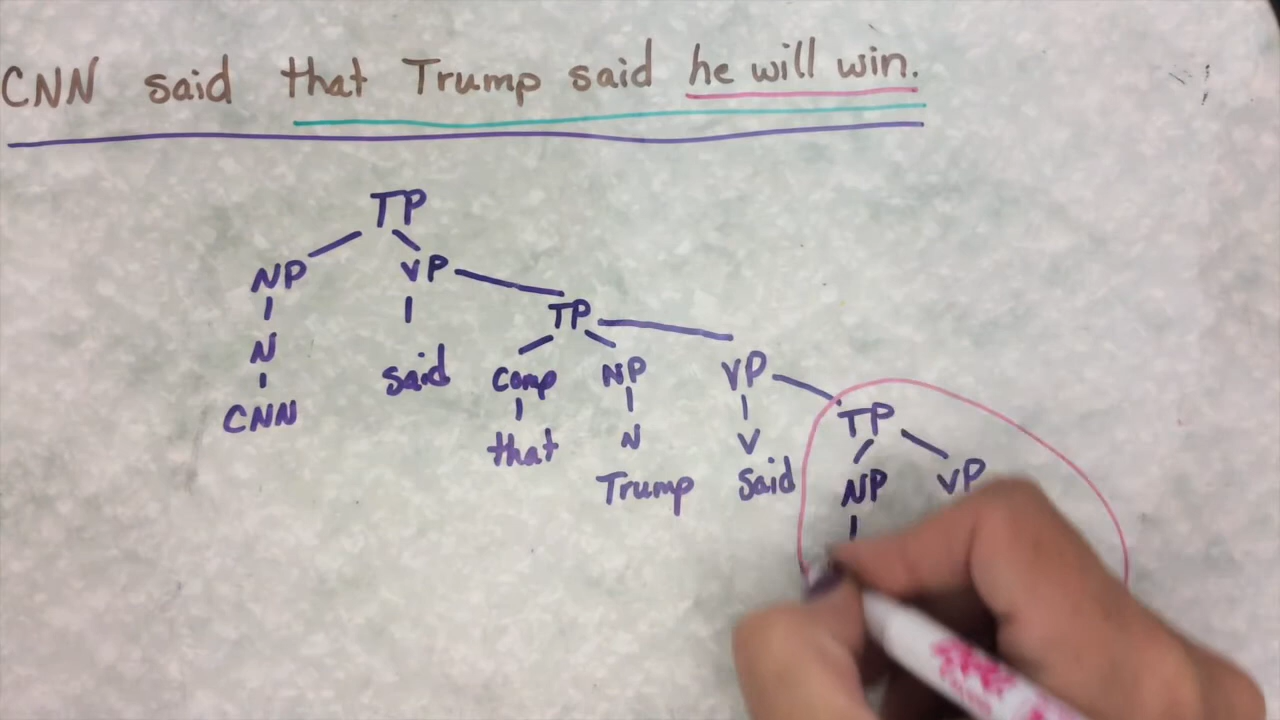 CNN said that Trump said he will win.
TP
NP VP
TP
N said Comp NP VP
CNN that N V TP
Trump said NP VP